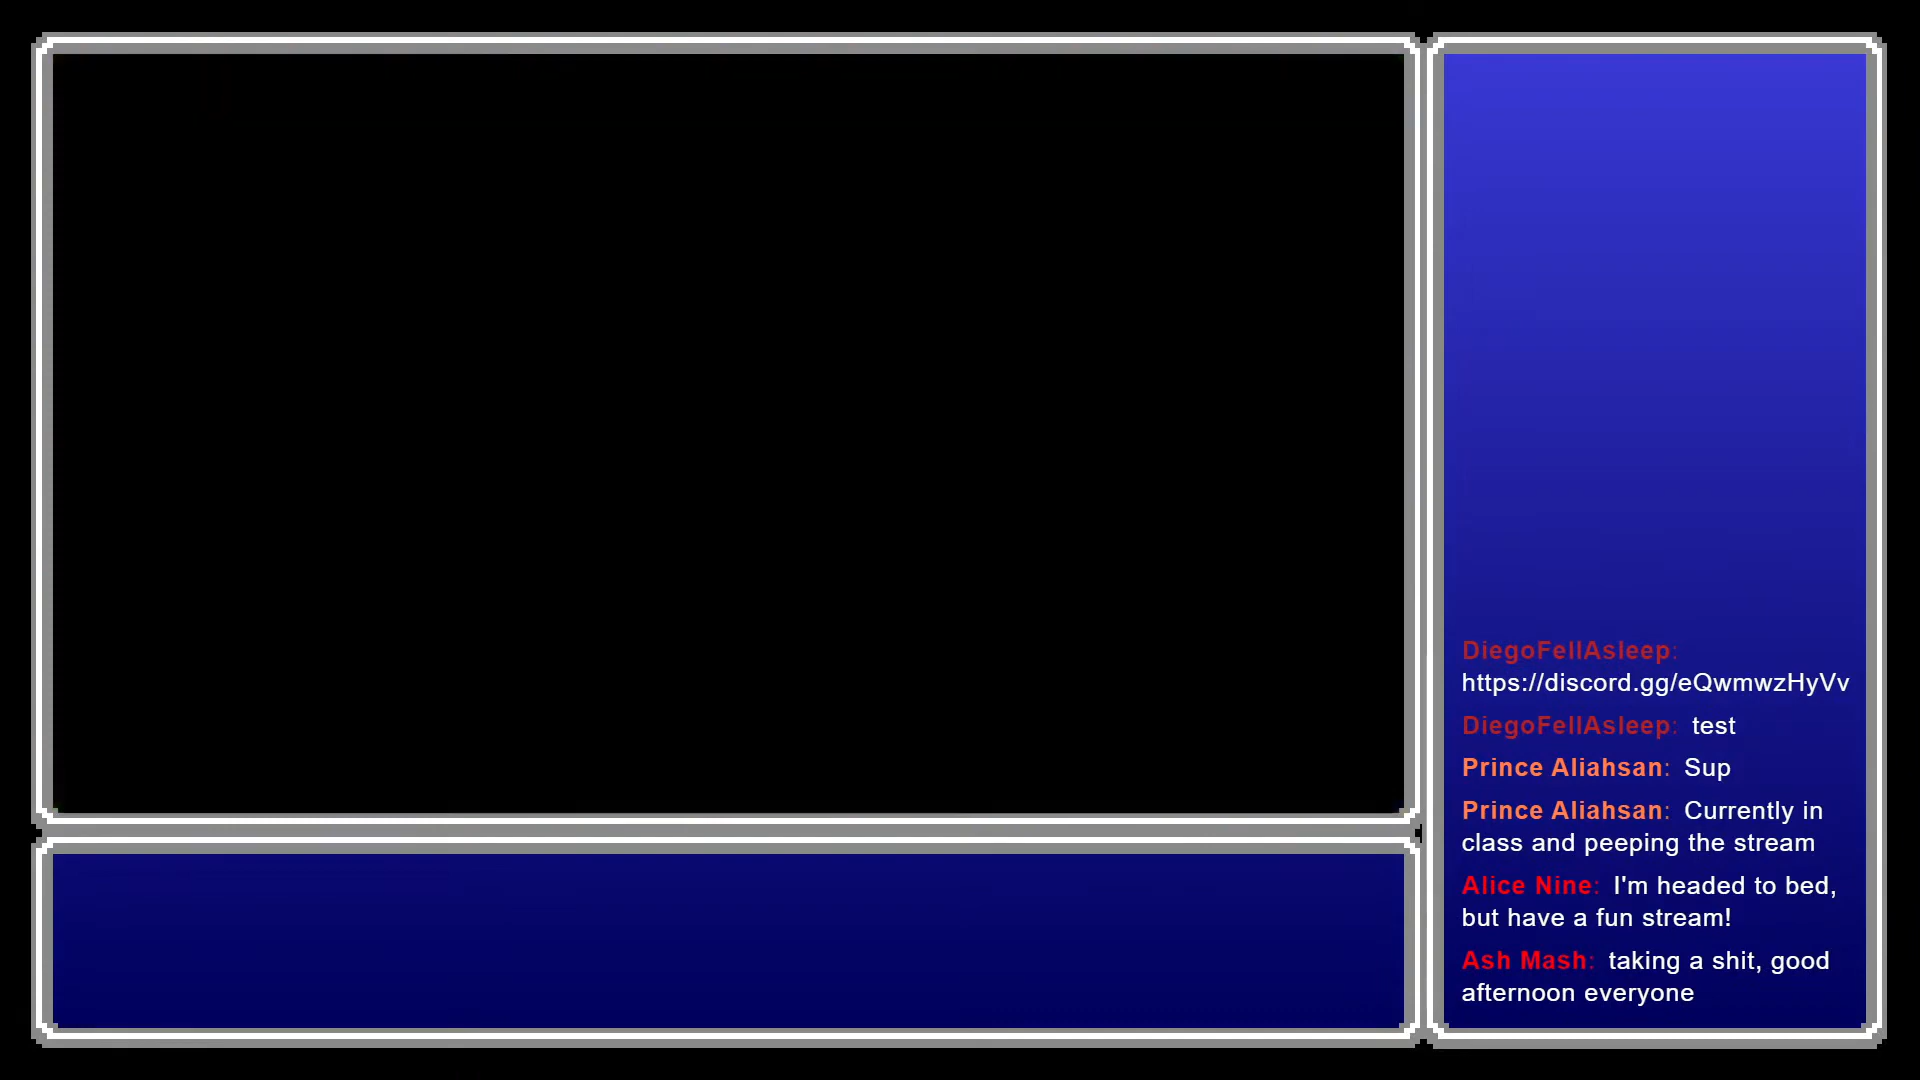 DiegoFellAsleep:
https://discord.gg/eQwmwzHyVv
DiegoFellAsleep: test
Prince Aliahsan: Sup
Prince Aliahsan: Currently in
class and peeping the stream
Alice Nine: I'm headed to bed,
but have a fun stream!
Ash Mash: taking a shit, good
afternoon everyone